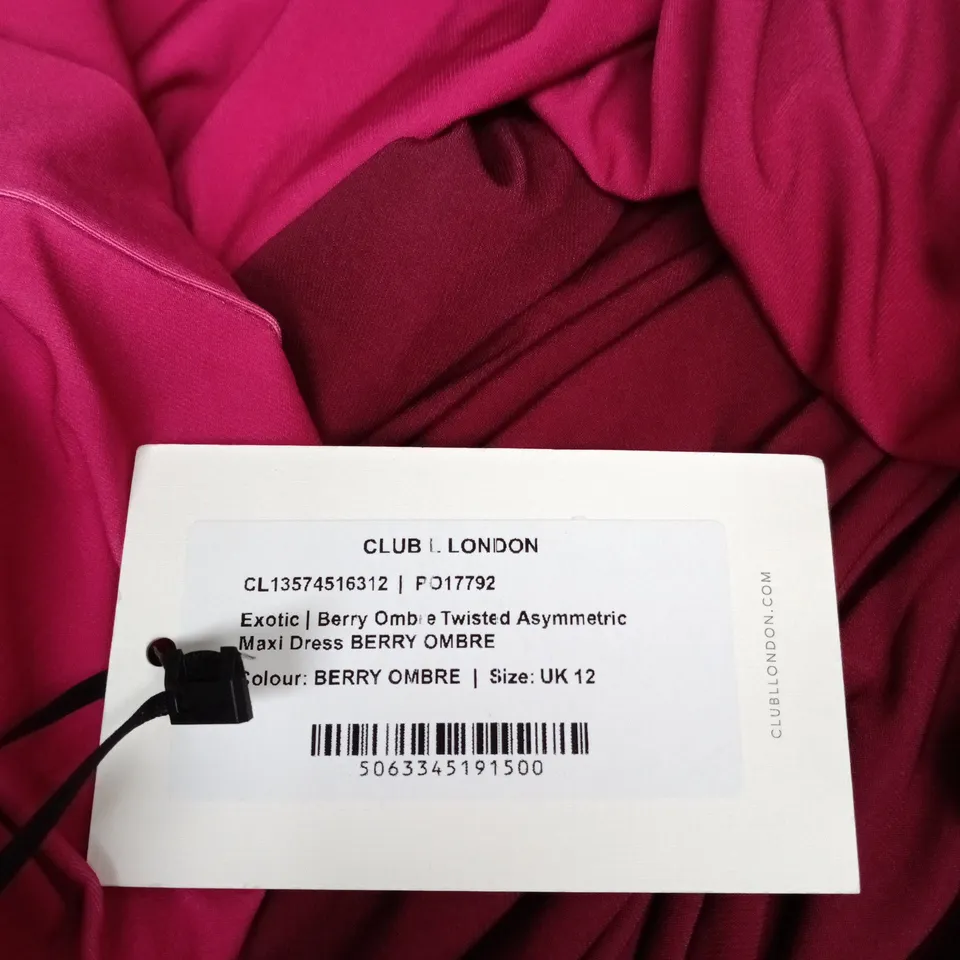 CLUB L LONDON
CL13574516312 | PO17792
Exotic | Berry Ombre Twisted Asymmetric
Maxi Dress BERRY OMBRE
Colour: BERRY OMBRE | Size: UK 12
5063345191500
CLUBLLONDON.COM